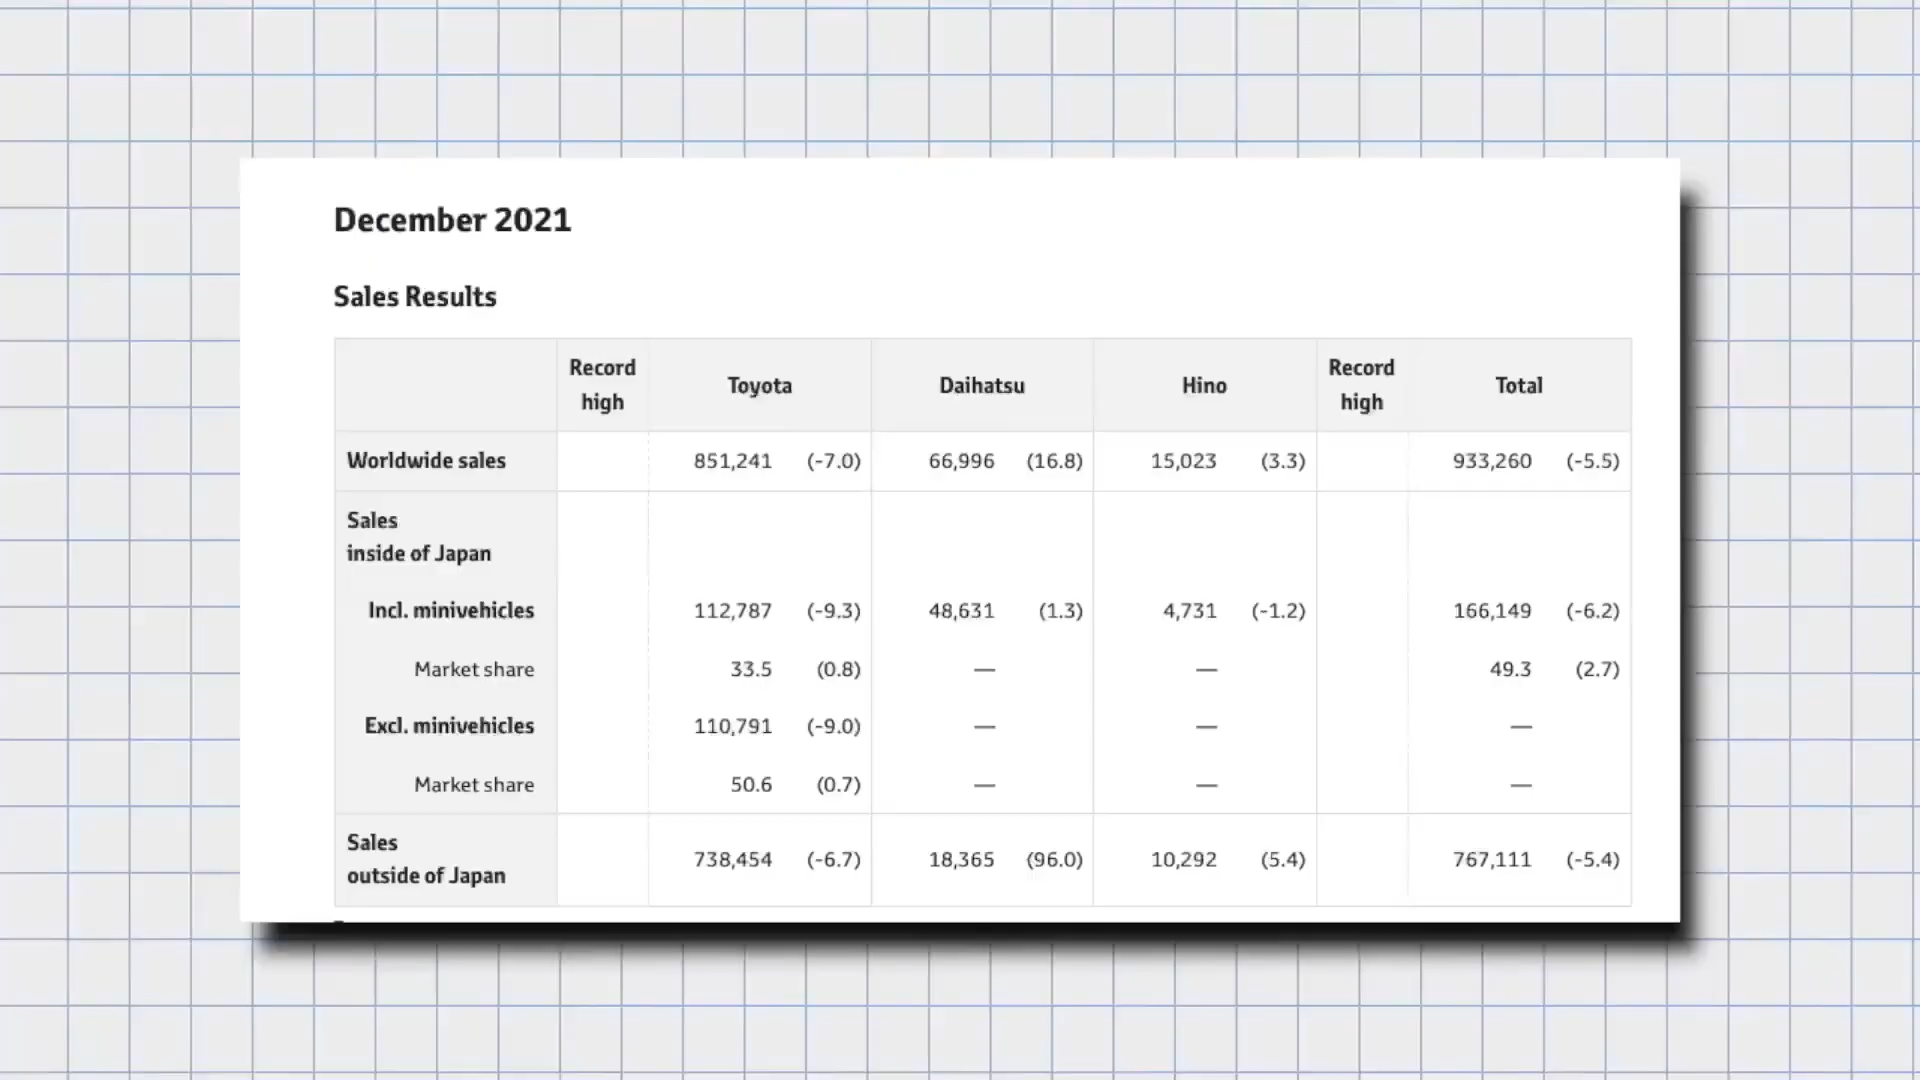 December 2021
Sales Results
Record high Toyota Daihatsu Hino Record high Total
Worldwide sales 851,241 (-7.0) 66,996 (16.8) 15,023 (3.3) 933,260 (-5.5)
Sales
inside of Japan
Incl. minivehicles 112,787 (-9.3) 48,631 (1.3) 4,731 (-1.2) 166,149 (-6.2)
Market share 33.5 (0.8) — — 49.3 (2.7)
Excl. minivehicles 110,791 (-9.0) — — —
Market share 50.6 (0.7) — — —
Sales
outside of Japan 738,454 (-6.7) 18,365 (96.0) 10,292 (5.4) 767,111 (-5.4)